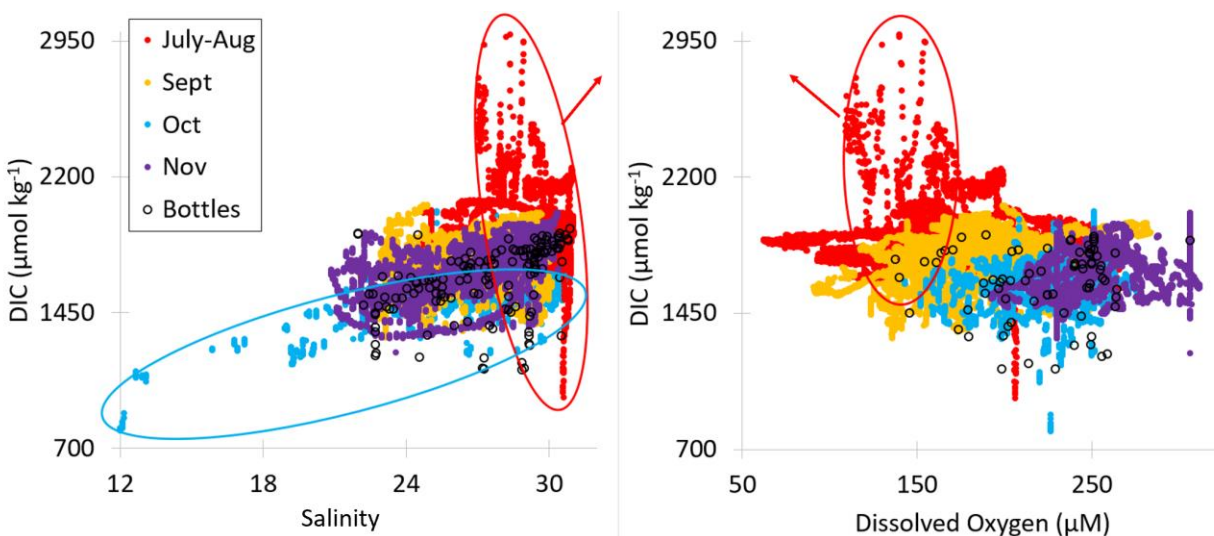 July-Aug
Sept
Oct
Nov
Bottles
DIC (µmol kg⁻¹)
2950
2200
1450
700
12 18 24 30
Salinity
DIC (µmol kg⁻¹)
2950
2200
1450
700
50 150 250
Dissolved Oxygen (µM)